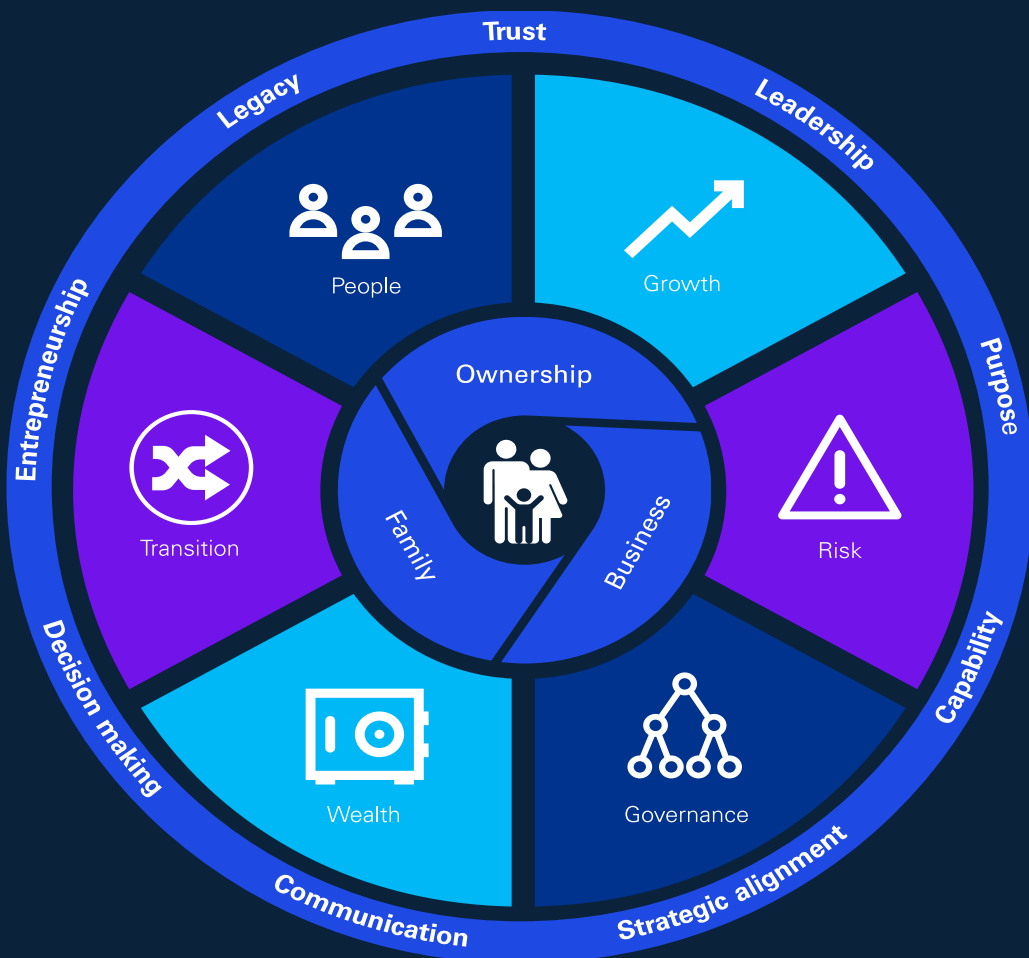 Trust
Leadership
Purpose
Capability
Strategic alignment
Communication
Decision making
Entrepreneurship
Legacy
People
Growth
Risk
Governance
Wealth
Transition
Ownership
Business
Family